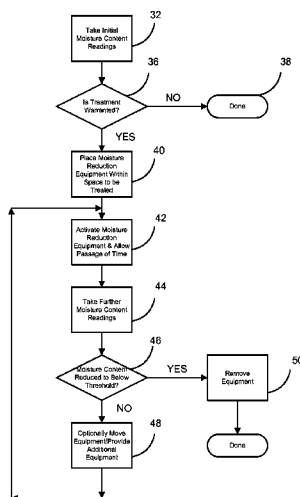 32
Take Initial
Moisture Content
Readings
36
38
Is Treatment
Warranted?
NO
Done
YES
40
Place Moisture
Reduction
Equipment Within
Space to be
Treated
42
Activate Moisture
Reduction
Equipment & Allow
Passage of Time
44
Take Further
Moisture Content
Readings
46
Moisture Content
Reduced to Below
Threshold?
YES
50
Remove
Equipment
NO
48
Optionally Move
Equipment/Provide
Additional
Equipment
Done